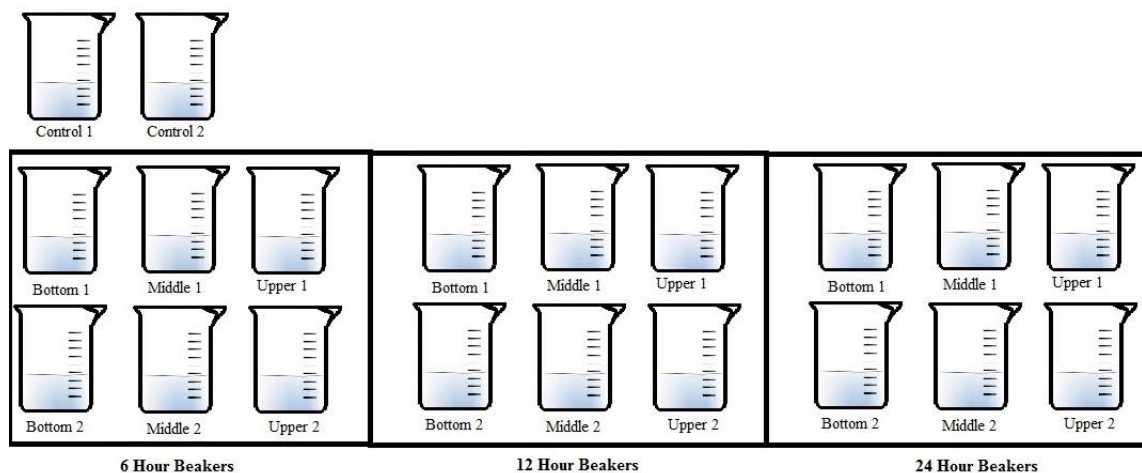 Control 1 Control 2
Bottom 1 Middle 1 Upper 1 Bottom 1 Middle 1 Upper 1 Bottom 1 Middle 1 Upper 1
Bottom 2 Middle 2 Upper 2 Bottom 2 Middle 2 Upper 2 Bottom 2 Middle 2 Upper 2
6 Hour Beakers 12 Hour Beakers 24 Hour Beakers